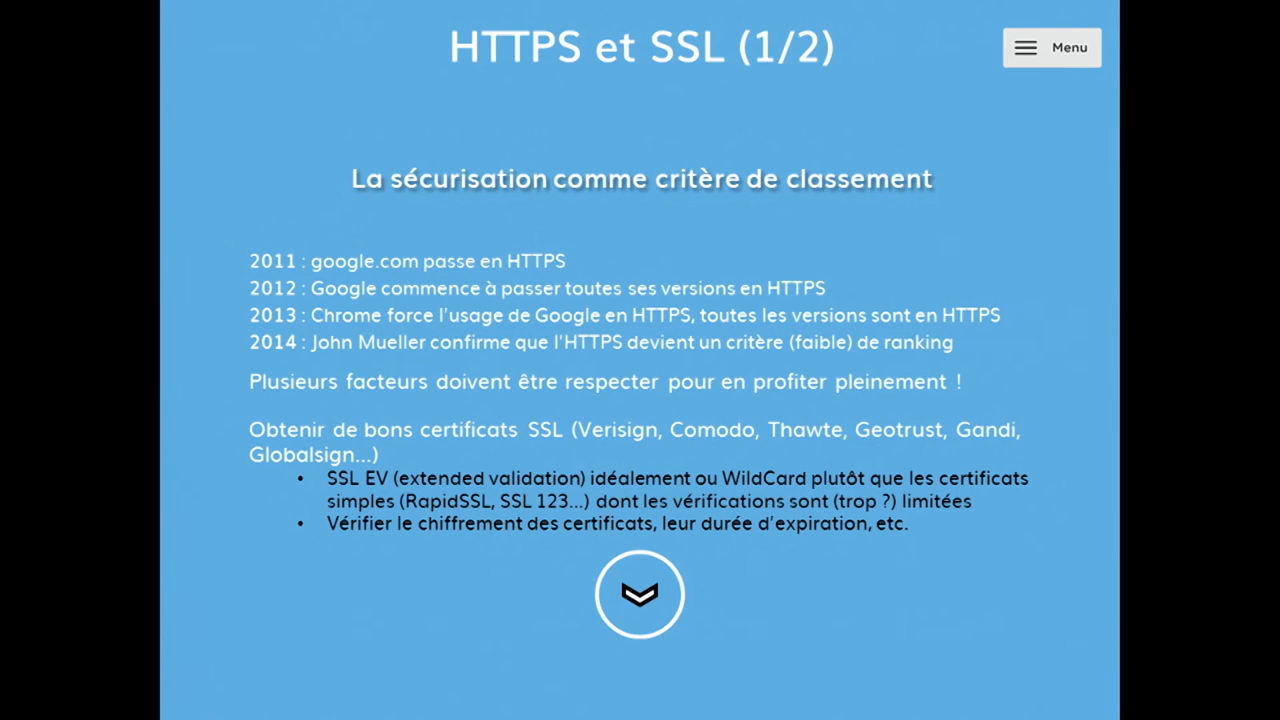 HTTPS et SSL (1/2)
Menu
La sécurisation comme critère de classement
2011 : google.com passe en HTTPS
2012 : Google commence à passer toutes ses versions en HTTPS
2013 : Chrome force l'usage de Google en HTTPS, toutes les versions sont en HTTPS
2014 : John Mueller confirme que l'HTTPS devient un critère (faible) de ranking
Plusieurs facteurs doivent être respecter pour en profiter pleinement !
Obtenir de bons certificats SSL (Verisign, Comodo, Thawte, Geotrust, Gandi,
Globalsign...)
• SSL EV (extended validation) idéalement ou WildCard plutôt que les certificats
simples (RapidSSL, SSL 123...) dont les vérifications sont (trop ?) limitées
• Vérifier le chiffrement des certificats, leur durée d'expiration, etc.